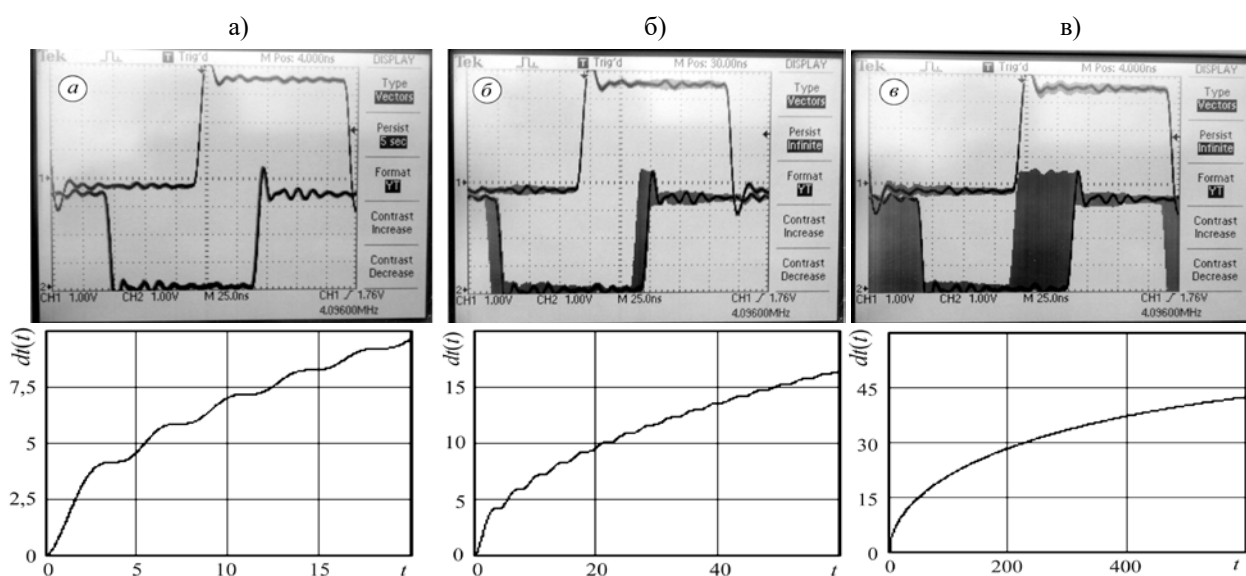 а)
б)
в)
Tek Trig'd M Pos: 4.000ns DISPLAY
а
Type
Vectors
Persist
5 sec
Format
YT
Contrast
Increase
Contrast
Decrease
1
2
CH1 1.00V CH2 1.00V M 25.0ns CH1 1.76V
4.09600MHz
Tek Trig'd M Pos: 30.00ns DISPLAY
б
Type
Vectors
Persist
Infinite
Format
YT
Contrast
Increase
Contrast
Decrease
1
2
CH1 1.00V CH2 1.00V M 25.0ns CH1 1.76V
4.09600MHz
Tek Trig'd M Pos: 4.000ns DISPLAY
в
Type
Vectors
Persist
Infinite
Format
YT
Contrast
Increase
Contrast
Decrease
1
2
CH1 1.00V CH2 1.00V M 25.0ns CH1 1.76V
4.09600MHz
dt(t)
7,5
5
2,5
0
0 5 10 15 t
dt(t)
15
10
5
0
0 20 40 t
dt(t)
45
30
15
0
0 200 400 t